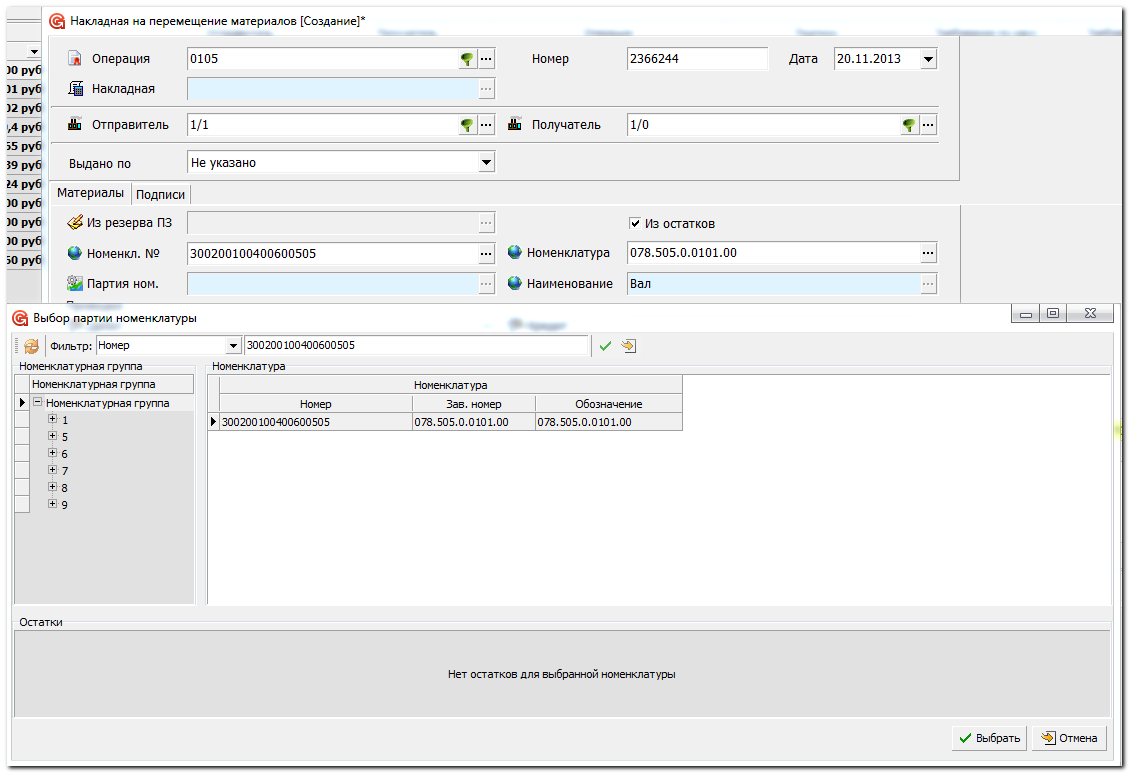 Накладная на перемещение материалов [Создание]*
Операция 0105 ... Номер 2366244 Дата 20.11.2013
Накладная ...
Отправитель 1/1 ... Получатель 1/0 ...
Выдано по Не указано
Материалы Подписи
Из резерва ПЗ ... Из остатков
Номенкл. № 300200100400600505 ... Номенклатура 078.505.0.0101.00 ...
Партия ном. ... Наименование Вал ...
00 руб
01 руб
02 руб
,4 руб
65 руб
39 руб
24 руб
00 руб
00 руб
00 руб
60 руб
Выбор партии номенклатуры
Фильтр: Номер 300200100400600505
Номенклатурная группа
Номенклатурная группа
Номенклатурная группа
1
5
6
7
8
9
Номенклатура
Номенклатура
Номер Зав. номер Обозначение
300200100400600505 078.505.0.0101.00 078.505.0.0101.00
Остатки
Нет остатков для выбранной номенклатуры
Выбрать Отмена